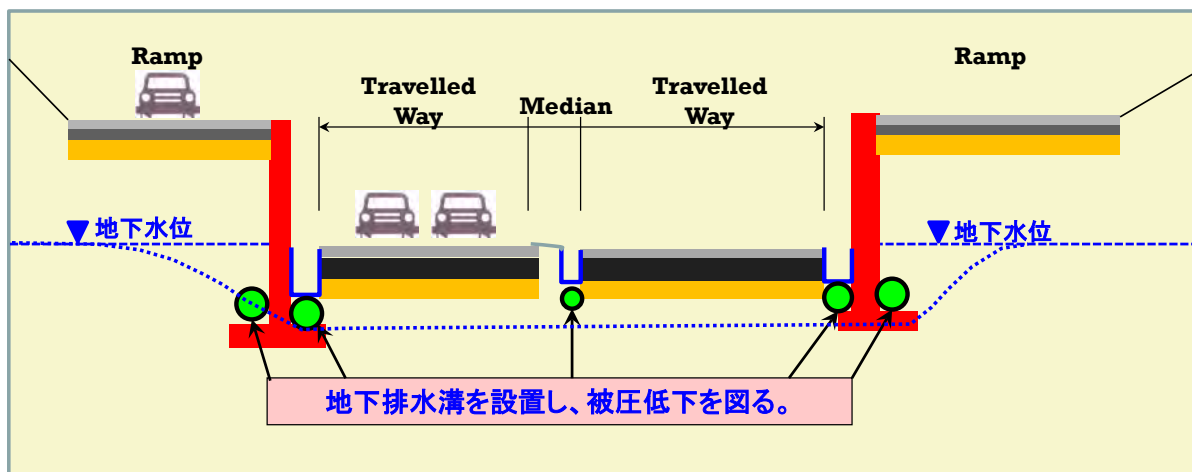 Ramp
Ramp
Travelled
Way
Median
Travelled
Way
地下水位
地下水位
地下排水溝を設置し、被圧低下を図る。